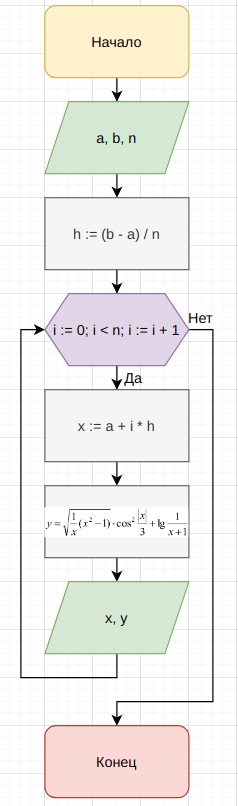 Начало
a, b, n
h := (b - a) / n
i := 0; i < n; i := i + 1
Нет
Да
x := a + i * h
y = √(1/x (x² − 1)) · cos² |x|/3 + lg 1/(x+1)
x, y
Конец